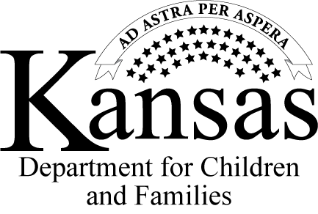 AD ASTRA PER ASPERA
Kansas
Department for Children
and Families